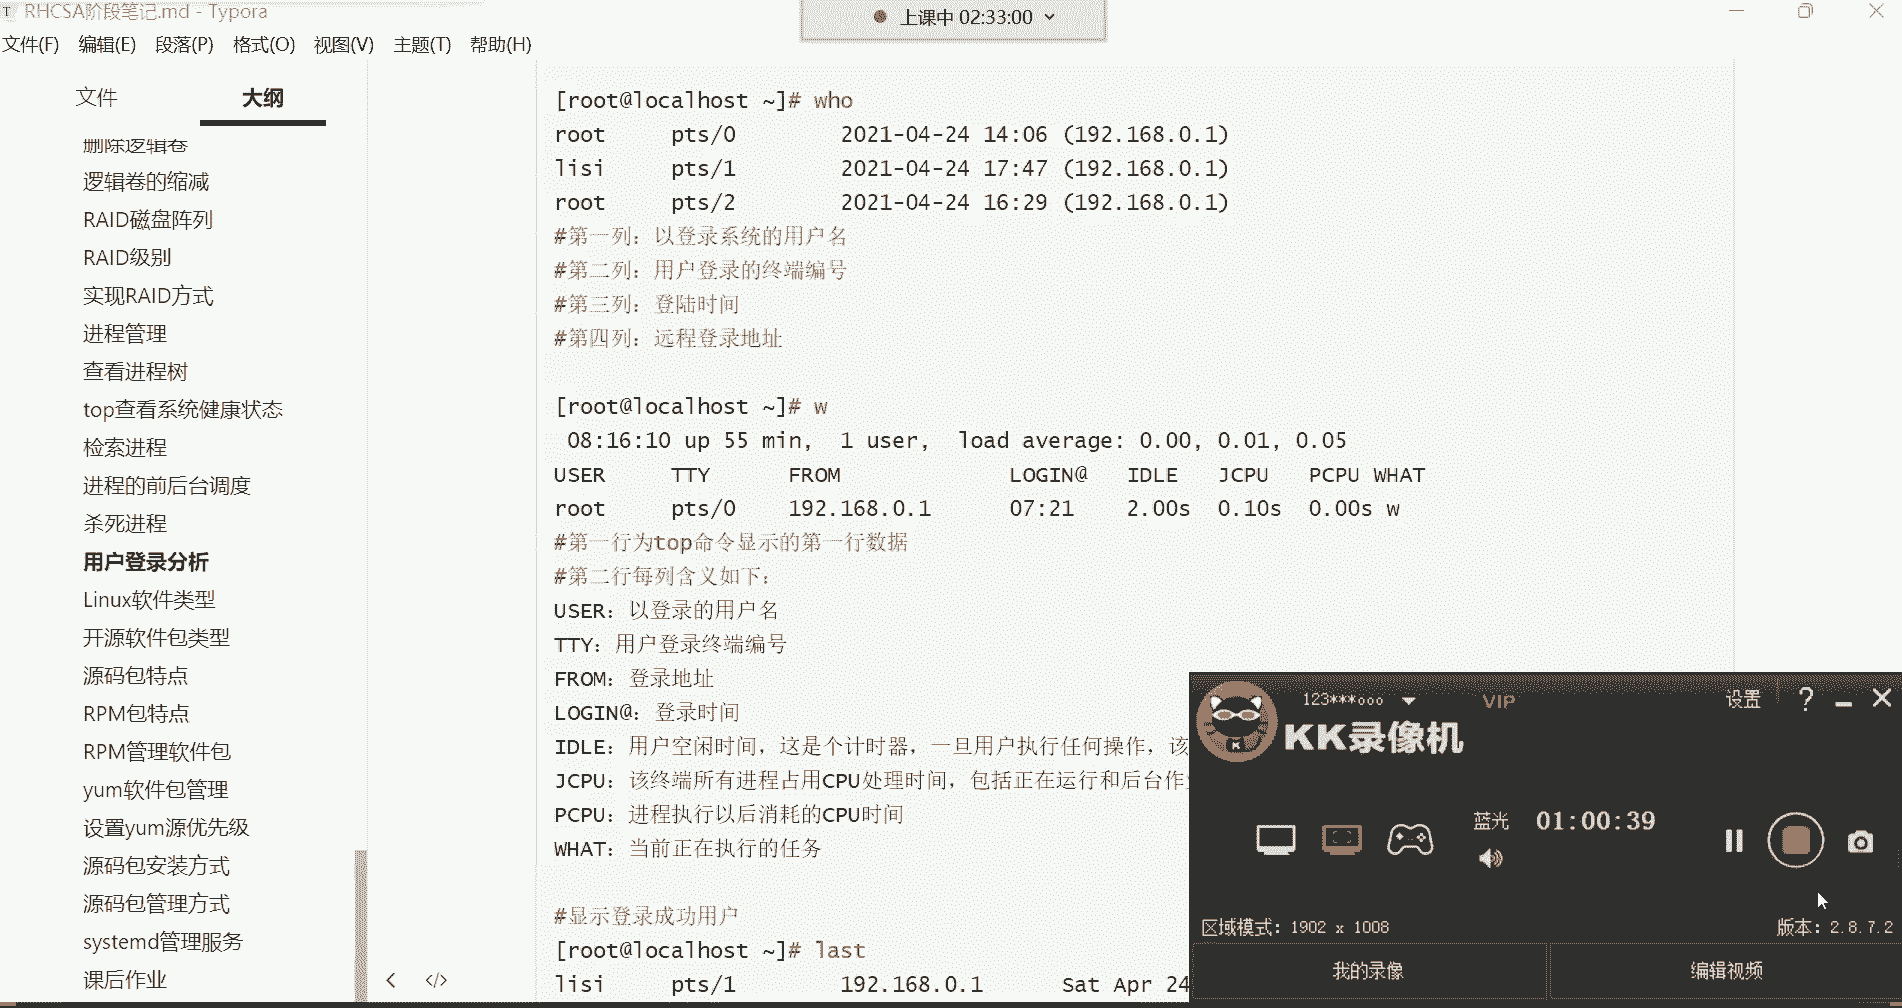 RHCSA阶段笔记.md - Typora
上课中 02:33:00
文件(F) 编辑(E) 段落(P) 格式(O) 视图(V) 主题(T) 帮助(H)
文件 大纲
删除逻辑卷
逻辑卷的缩减
RAID磁盘阵列
RAID级别
实现RAID方式
进程管理
查看进程树
top查看系统健康状态
检索进程
进程的前后台调度
杀死进程
用户登录分析
Linux软件类型
开源软件包类型
源码包特点
RPM包特点
RPM管理软件包
yum软件包管理
设置yum源优先级
源码包安装方式
源码包管理方式
systemd管理服务
课后作业
[root@localhost ~]# who
root pts/0 2021-04-24 14:06 (192.168.0.1)
lisi pts/1 2021-04-24 17:47 (192.168.0.1)
root pts/2 2021-04-24 16:29 (192.168.0.1)
#第一列：以登录系统的用户名
#第二列：用户登录的终端编号
#第三列：登陆时间
#第四列：远程登录地址
[root@localhost ~]# w
08:16:10 up 55 min, 1 user, load average: 0.00, 0.01, 0.05
USER TTY FROM LOGIN@ IDLE JCPU PCPU WHAT
root pts/0 192.168.0.1 07:21 2.00s 0.10s 0.00s w
#第一行为top命令显示的第一行数据
#第二行每列含义如下：
USER：以登录的用户名
TTY：用户登录终端编号
FROM：登录地址
LOGIN@：登录时间
IDLE：用户空闲时间，这是个计时器，一旦用户执行任何操作，该
JCPU：该终端所有进程占用CPU处理时间，包括正在运行和后台作
PCPU：进程执行以后消耗的CPU时间
WHAT：当前正在执行的任务
#显示登录成功用户
[root@localhost ~]# last
lisi pts/1 192.168.0.1 Sat Apr 24
123***ooo VIP 设置
KK录像机
蓝光 01:00:39
区域模式：1902 x 1008 版本：2.8.7.2
我的录像 编辑视频